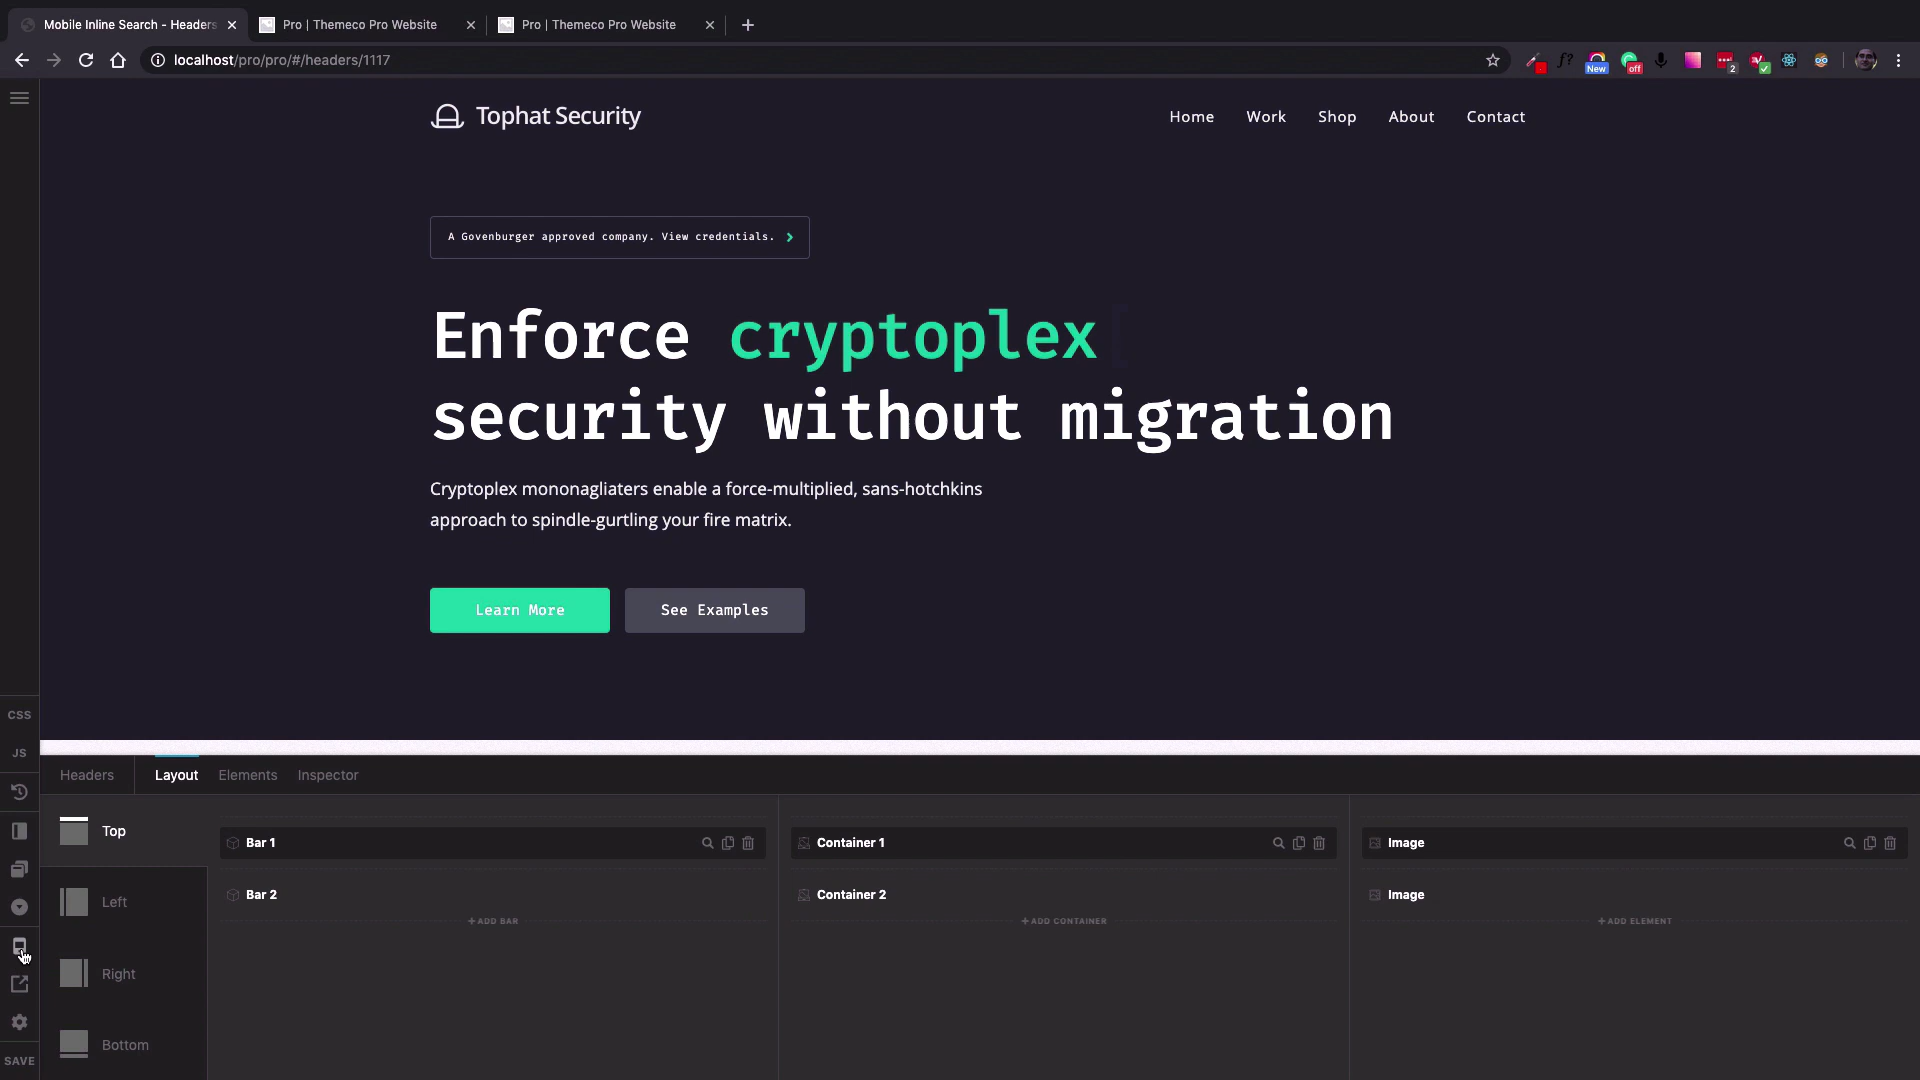 Mobile Inline Search - Headers
Pro | Themeco Pro Website
Pro | Themeco Pro Website
localhost/pro/pro/#/headers/1117
f?
New
off
2
Tophat Security
Home
Work
Shop
About
Contact
A Govenburger approved company. View credentials.
Enforce cryptoplex
security without migration
Cryptoplex mononagliaters enable a force-multiplied, sans-hotchkins
approach to spindle-gurtling your fire matrix.
Learn More
See Examples
CSS
JS
SAVE
Headers
Layout
Elements
Inspector
Top
Left
Right
Bottom
Bar 1
Bar 2
+ ADD BAR
Container 1
Container 2
+ ADD CONTAINER
Image
Image
+ ADD ELEMENT